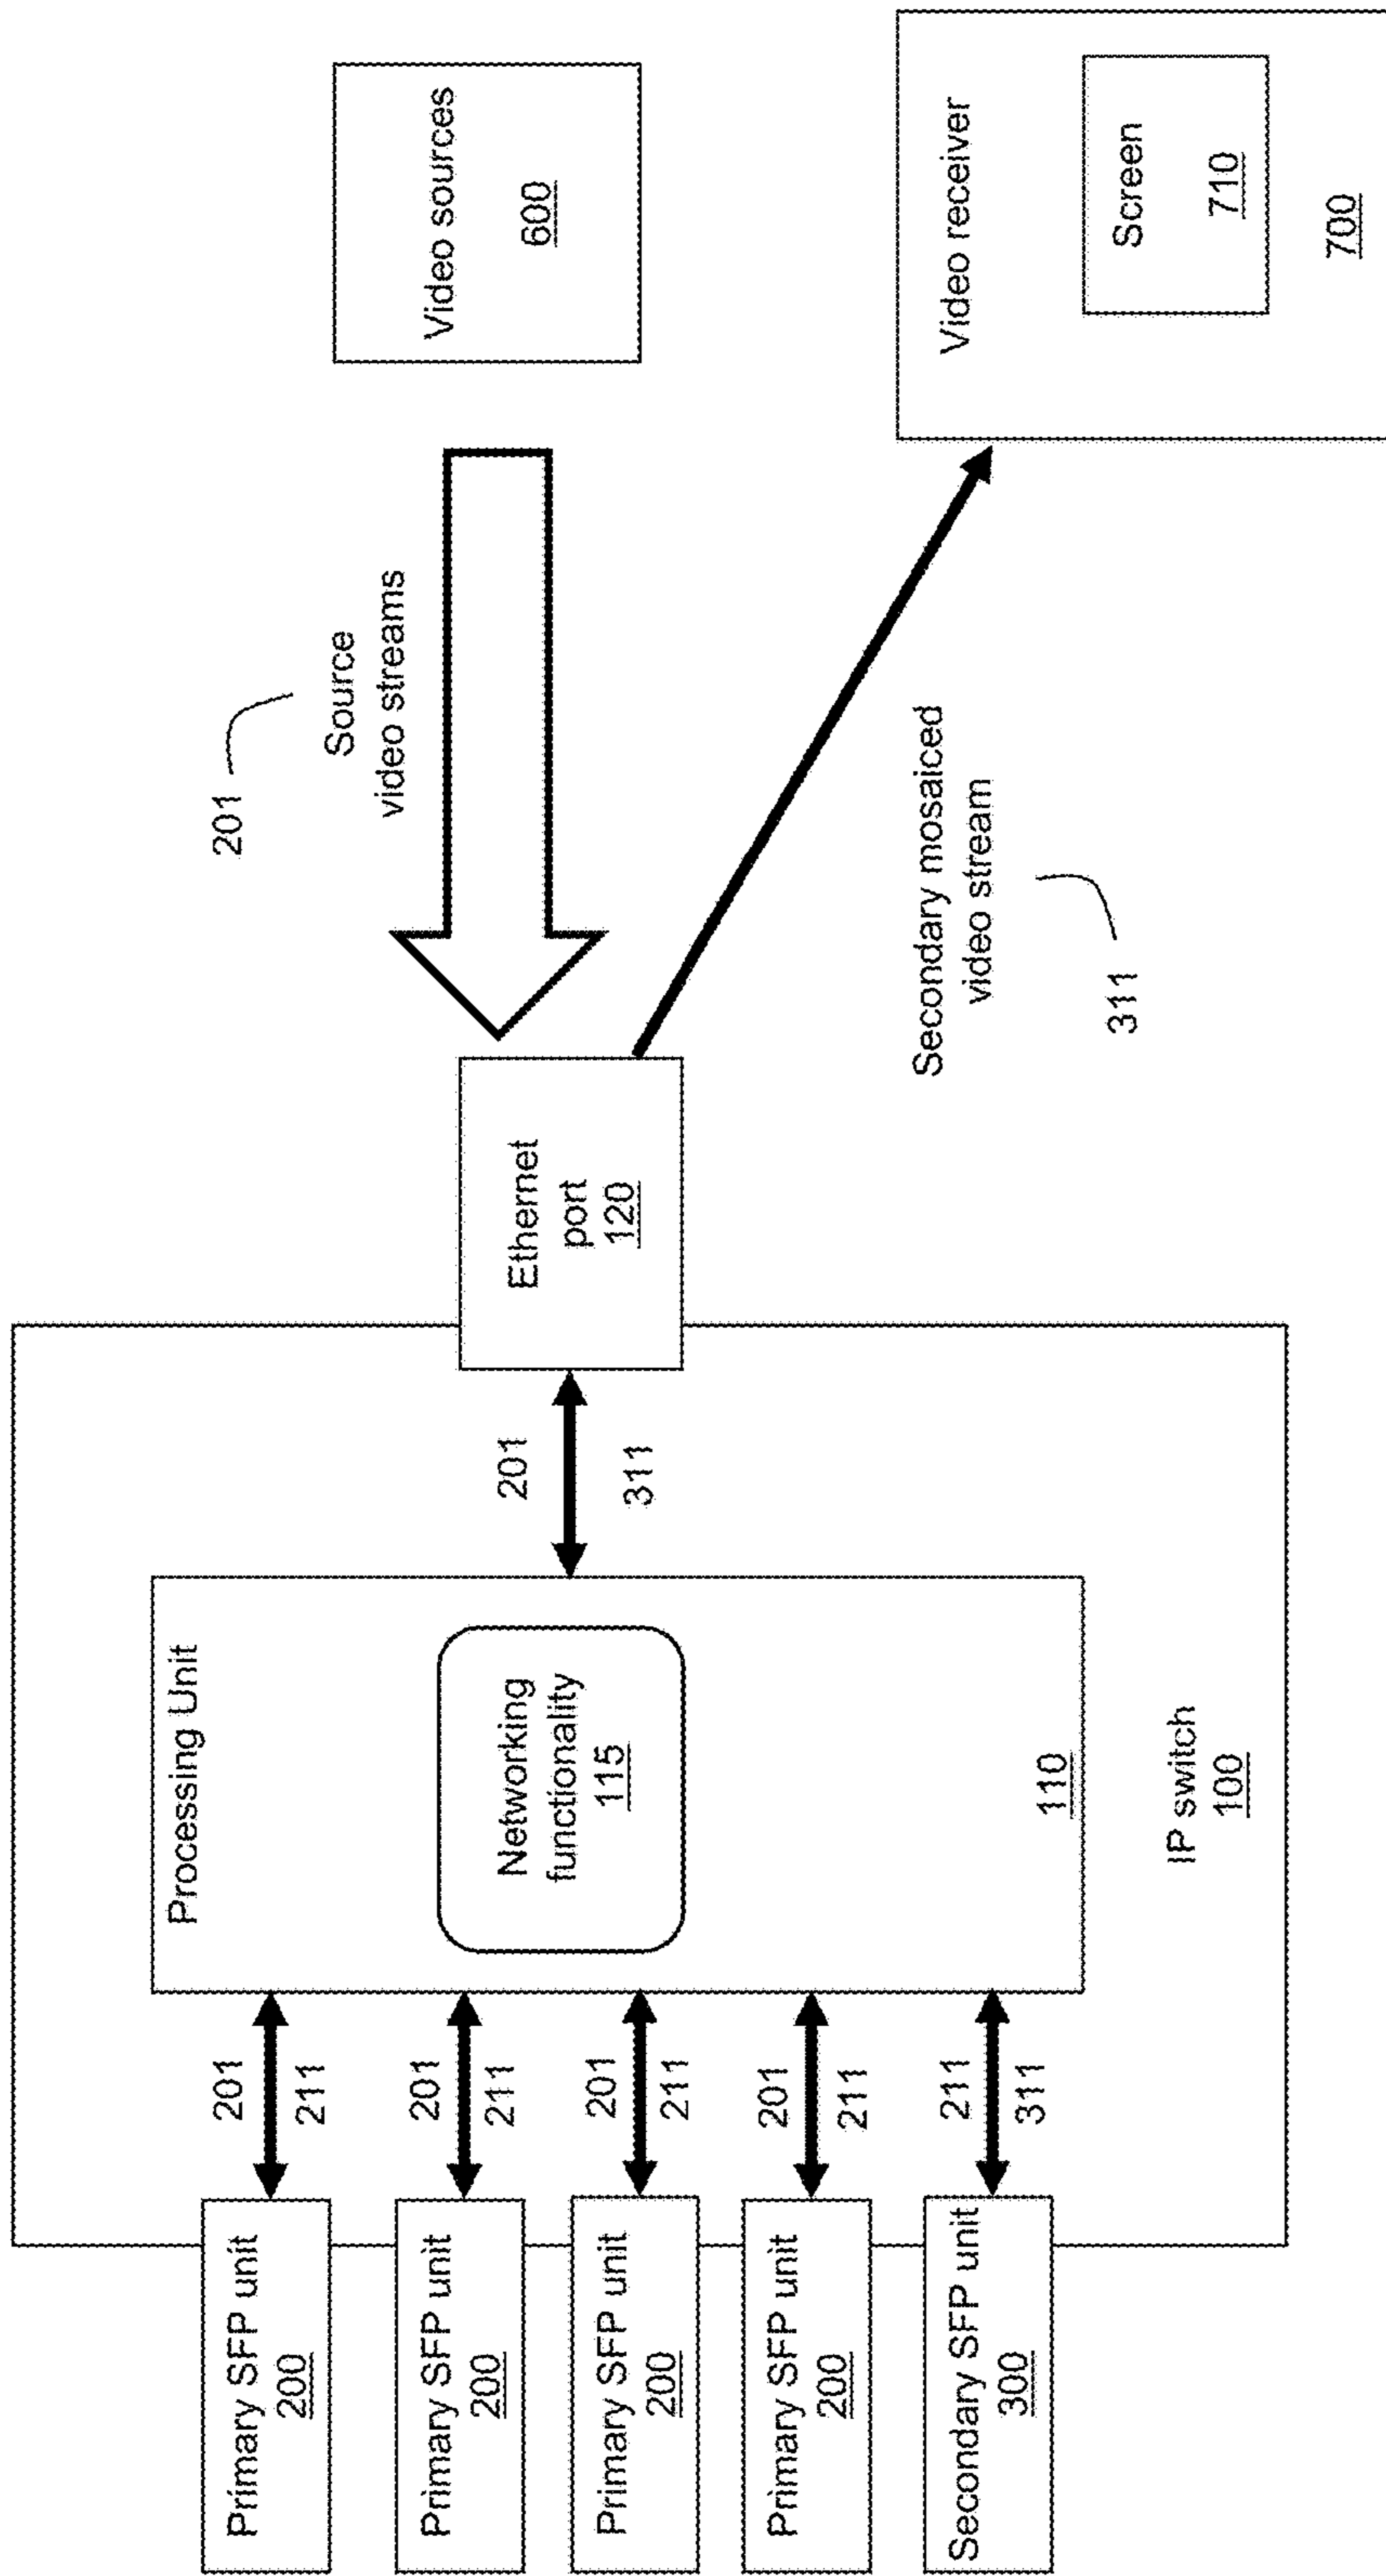 Primary SFP unit
200
201
211
Primary SFP unit
200
201
211
Primary SFP unit
200
201
211
Primary SFP unit
200
201
211
Secondary SFP unit
300
211
311
Processing Unit
Networking
functionality
115
110
IP switch
100
201
311
Ethernet
port
120
201
Source
video streams
Secondary mosaiced
video stream
311
Video sources
600
Video receiver
Screen
710
700